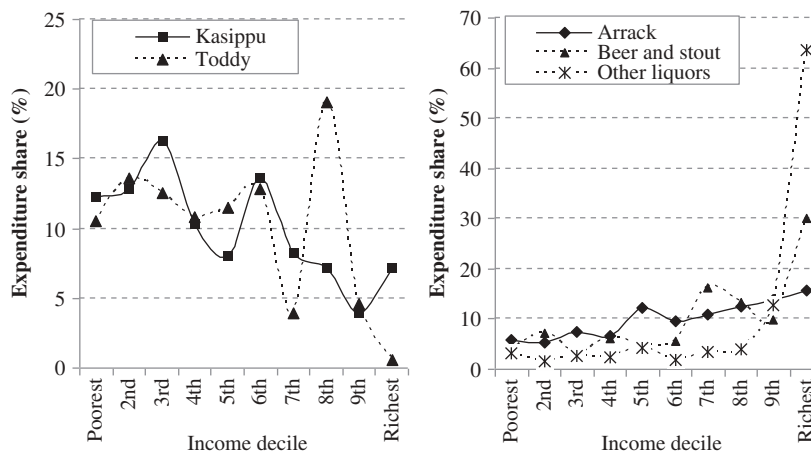 25
20
15
10
5
0
Expenditure share (%)
Kasippu
Toddy
Poorest
2nd
3rd
4th
5th
6th
7th
8th
9th
Richest
Income decile
70
60
50
40
30
20
10
0
Expenditure share (%)
Arrack
Beer and stout
Other liquors
Poorest
2nd
3rd
4th
5th
6th
7th
8th
9th
Richest
Income decile